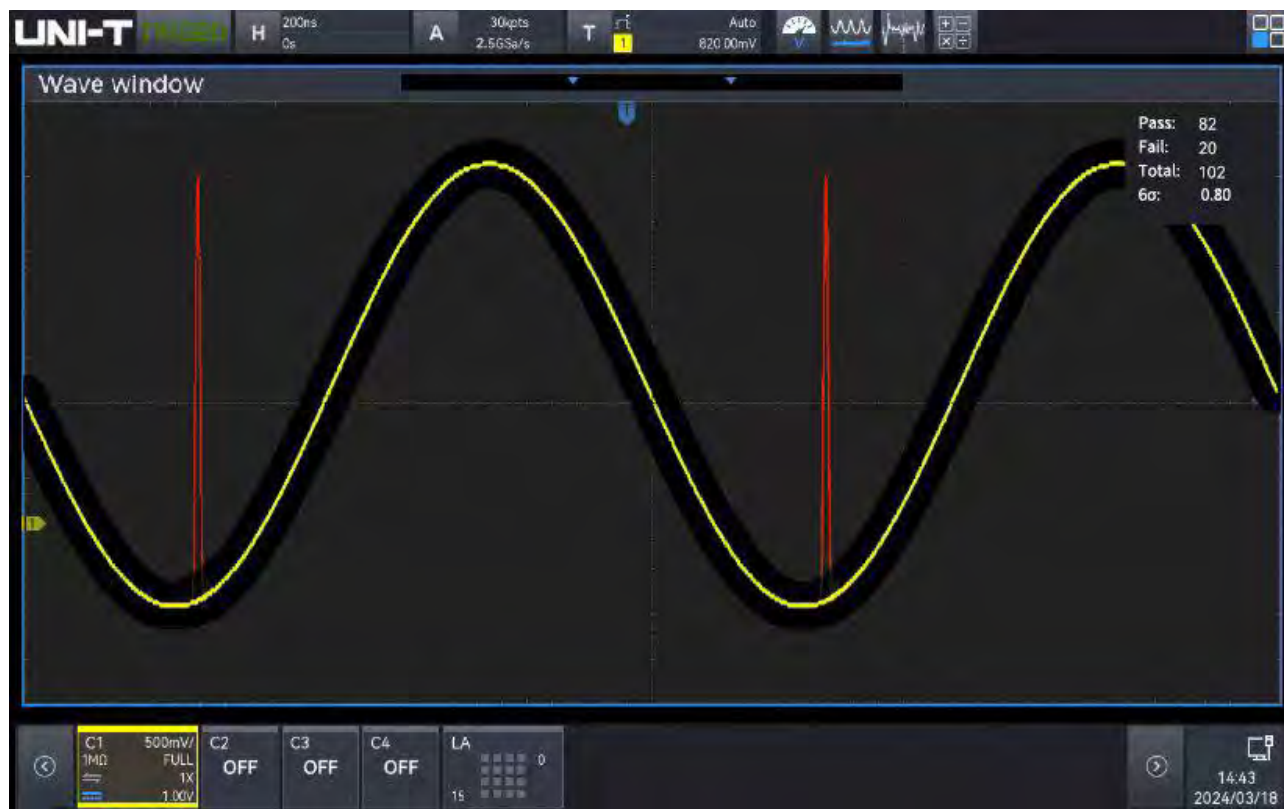 UNI-T TRIGED H 200ns A 30kpts T Auto
0s 2.5GSa/s 1 820.00mV
Wave window
T
Pass: 82
Fail: 20
Total: 102
6σ: 0.80
1
C1 500mV/ C2 C3 C4 LA
1MΩ FULL OFF OFF OFF 0
1X
1.00V 15
14:43
2024/03/18